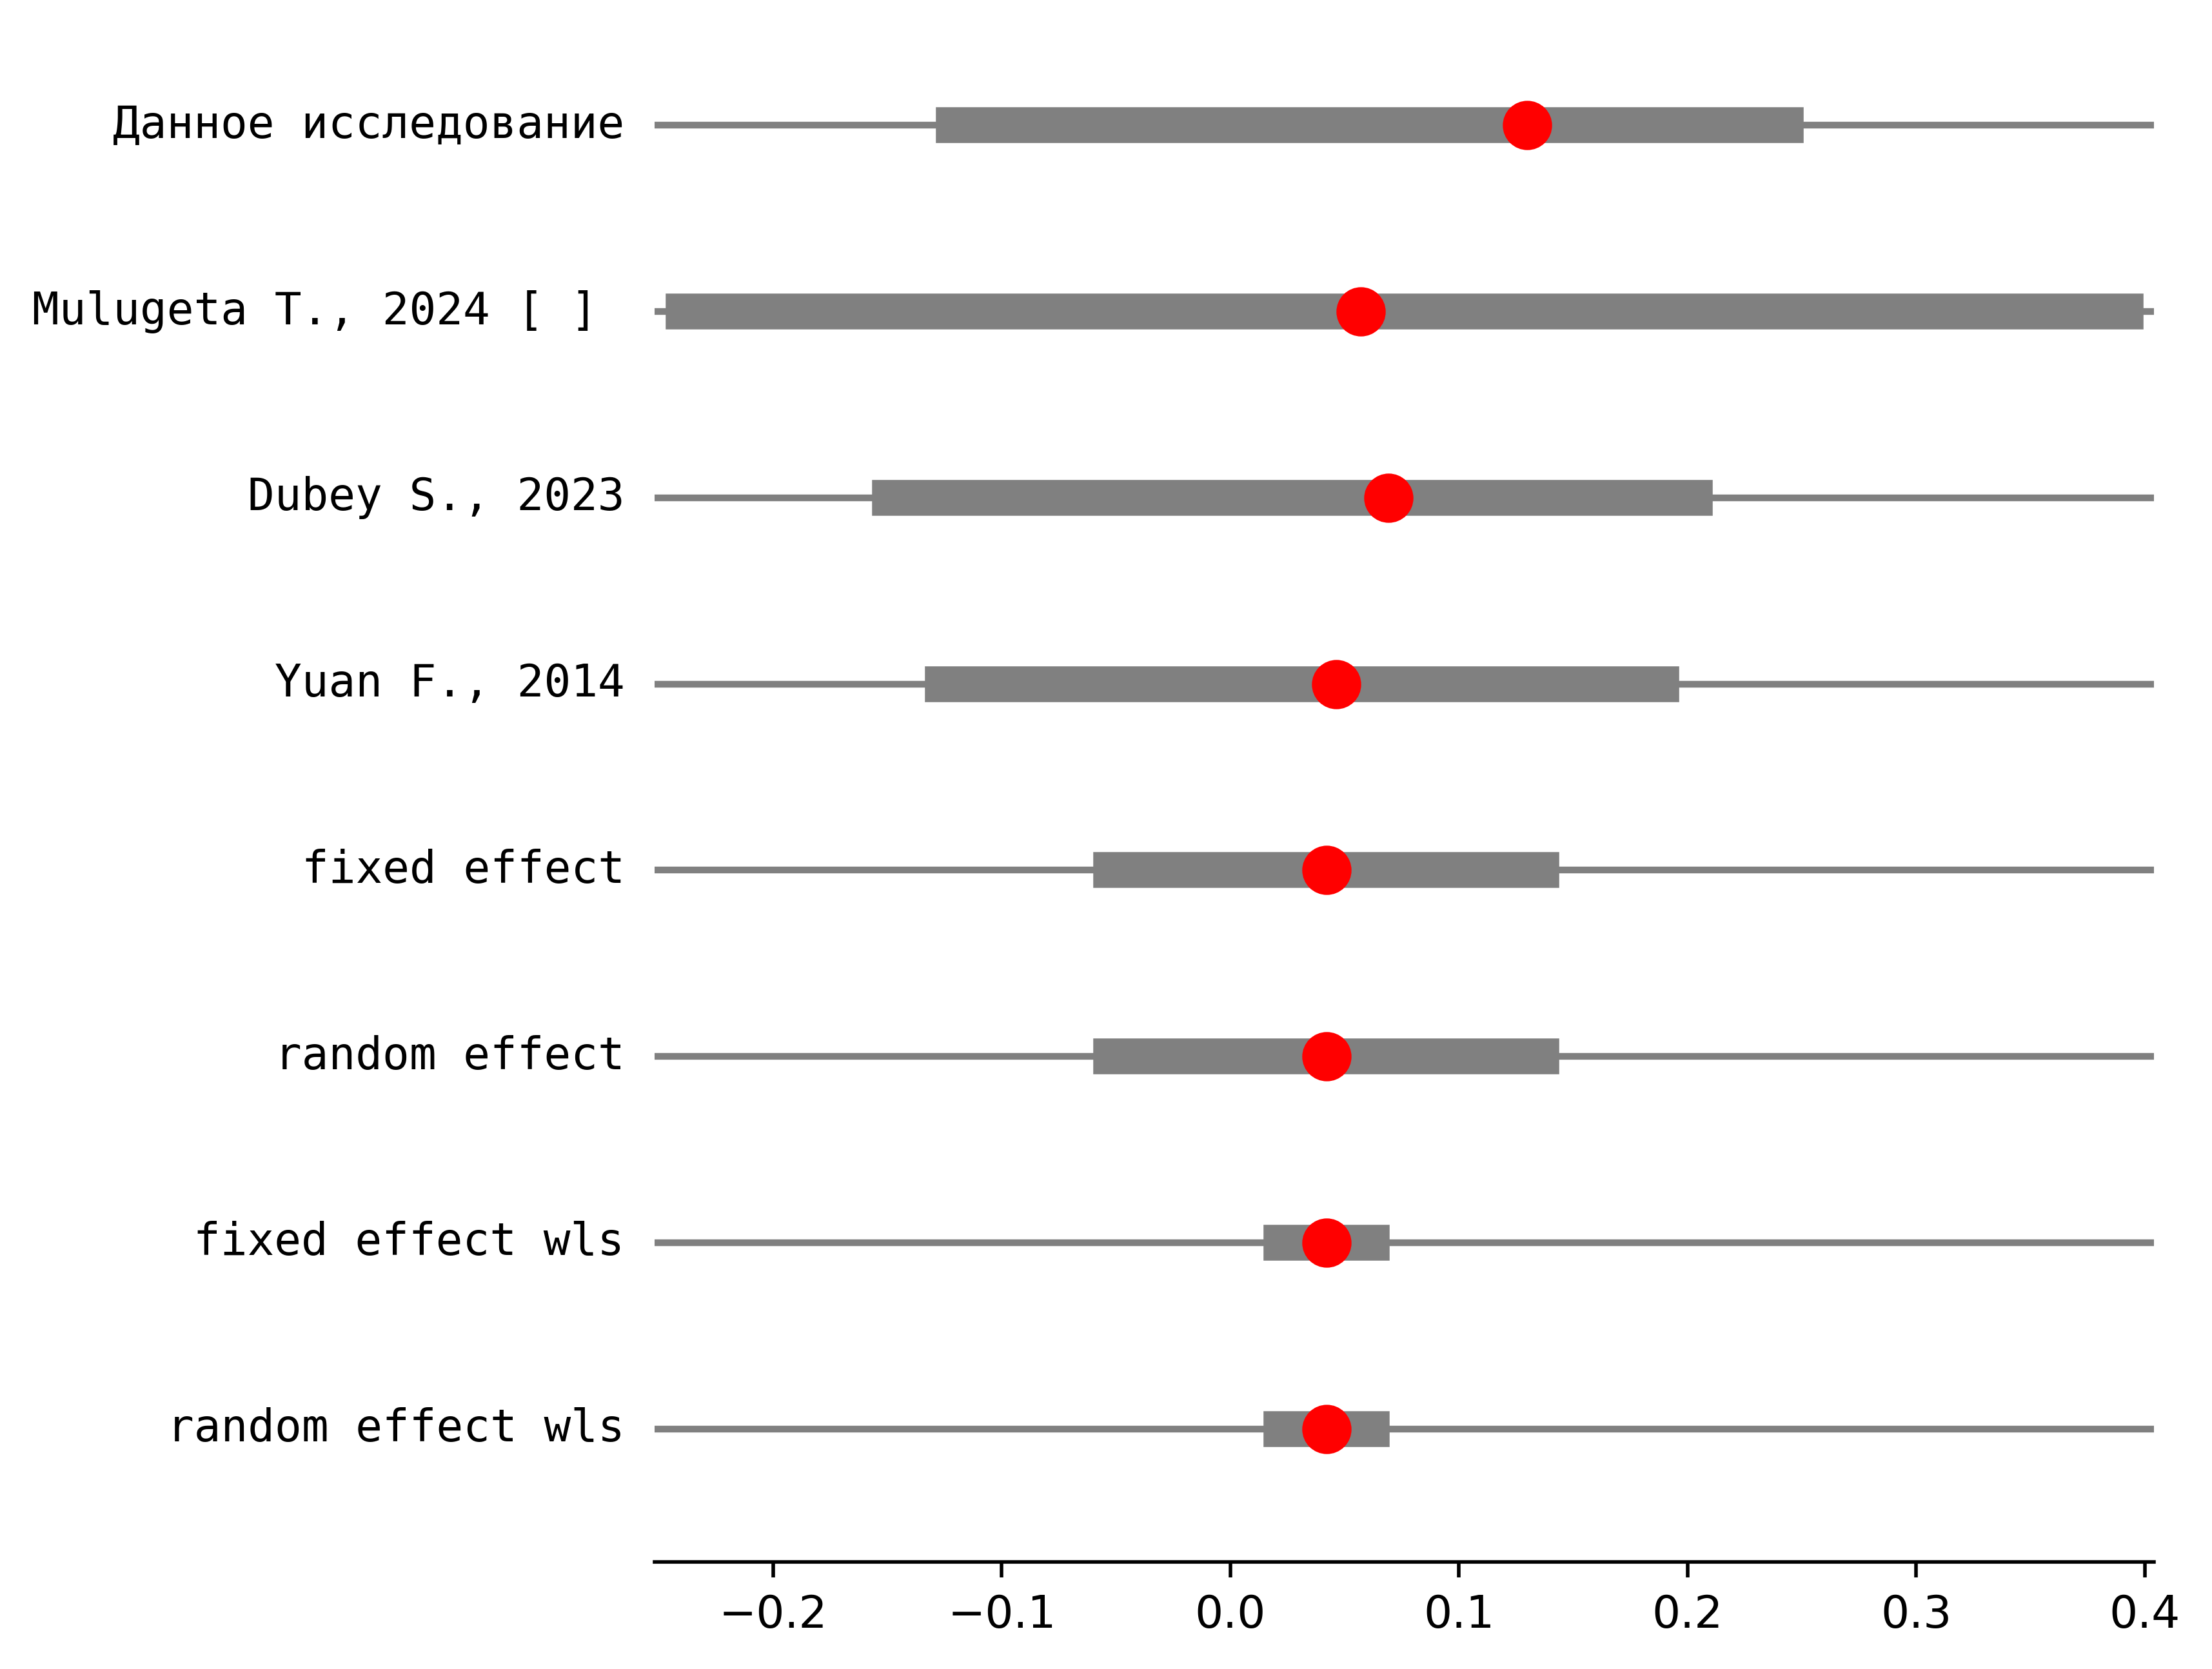 Данное исследование
Mulugeta T., 2024 [ ]
Dubey S., 2023
Yuan F., 2014
fixed effect
random effect
fixed effect wls
random effect wls
−0.2 −0.1 0.0 0.1 0.2 0.3 0.4